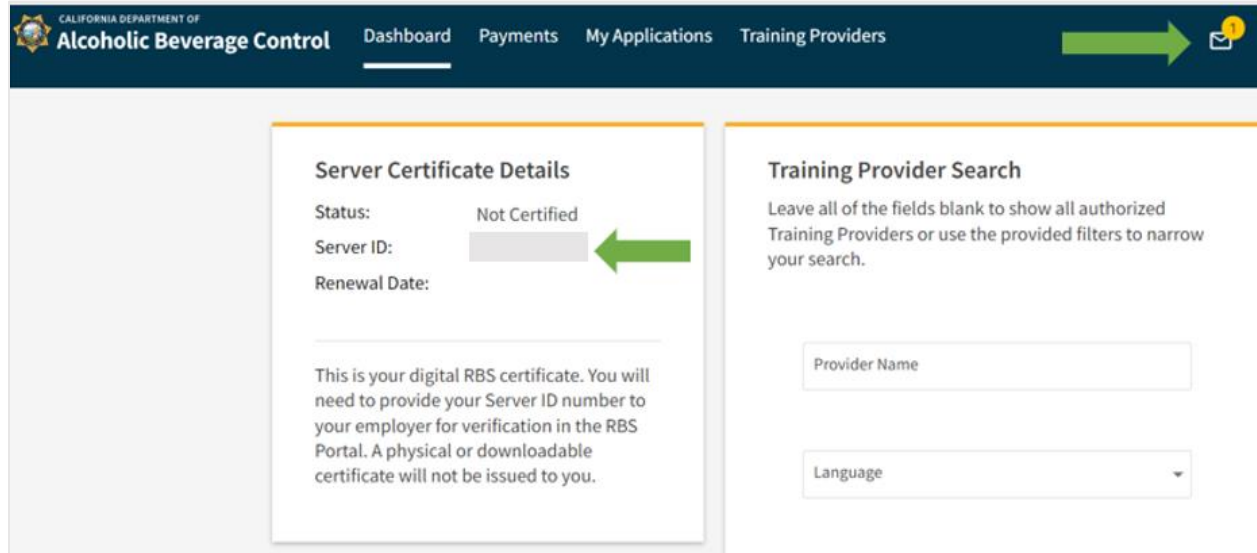 CALIFORNIA DEPARTMENT OF
Alcoholic Beverage Control
Dashboard
Payments
My Applications
Training Providers
1
Server Certificate Details
Status: Not Certified
Server ID:
Renewal Date:
This is your digital RBS certificate. You will
need to provide your Server ID number to
your employer for verification in the RBS
Portal. A physical or downloadable
certificate will not be issued to you.
Training Provider Search
Leave all of the fields blank to show all authorized
Training Providers or use the provided filters to narrow
your search.
Provider Name
Language